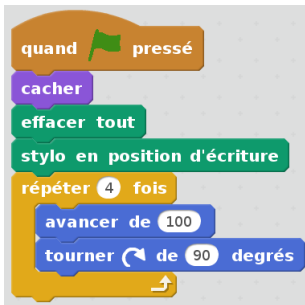 quand pressé
cacher
effacer tout
stylo en position d'écriture
répéter 4 fois
avancer de 100
tourner de 90 degrés